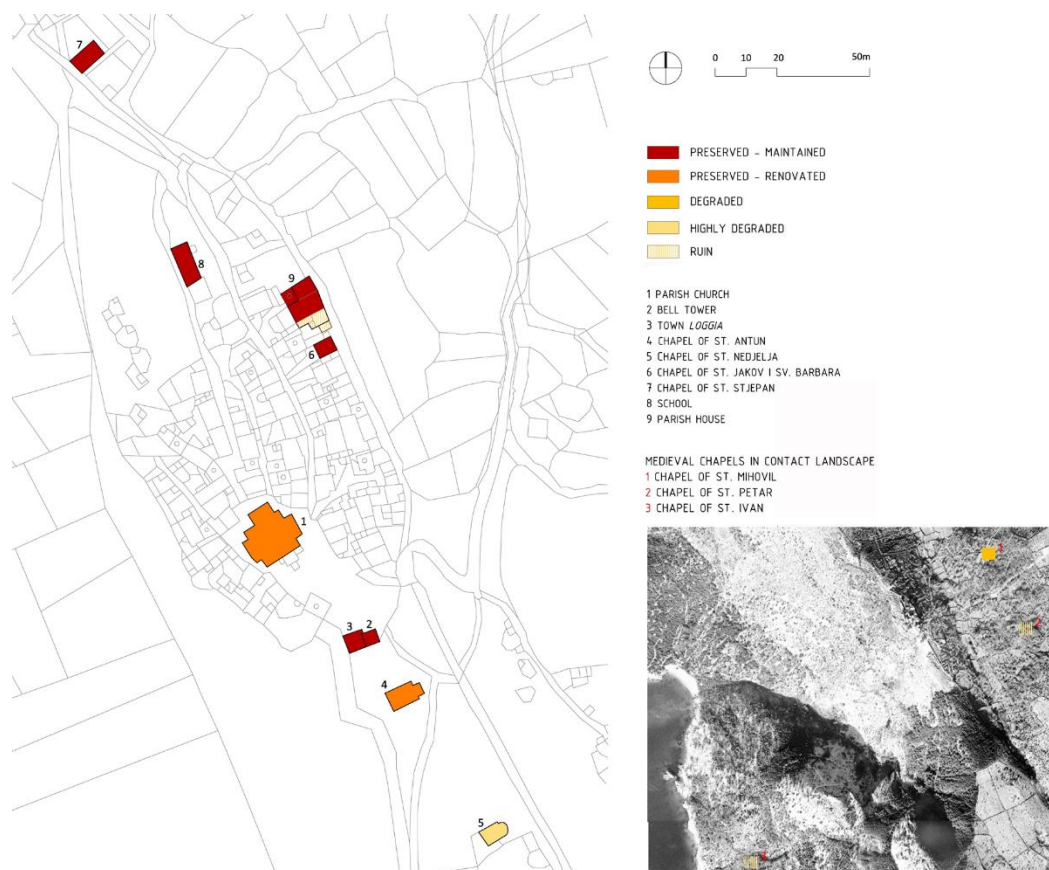 7
8
9
6
1
3 2
4
5
0 10 20 50m
PRESERVED - MAINTAINED
PRESERVED - RENOVATED
DEGRADED
HIGHLY DEGRADED
RUIN
1 PARISH CHURCH
2 BELL TOWER
3 TOWN LOGGIA
4 CHAPEL OF ST. ANTUN
5 CHAPEL OF ST. NEDJELJA
6 CHAPEL OF ST. JAKOV I SV. BARBARA
7 CHAPEL OF ST. STJEPAN
8 SCHOOL
9 PARISH HOUSE
MEDIEVAL CHAPELS IN CONTACT LANDSCAPE
1 CHAPEL OF ST. MIHOVIL
2 CHAPEL OF ST. PETAR
3 CHAPEL OF ST. IVAN